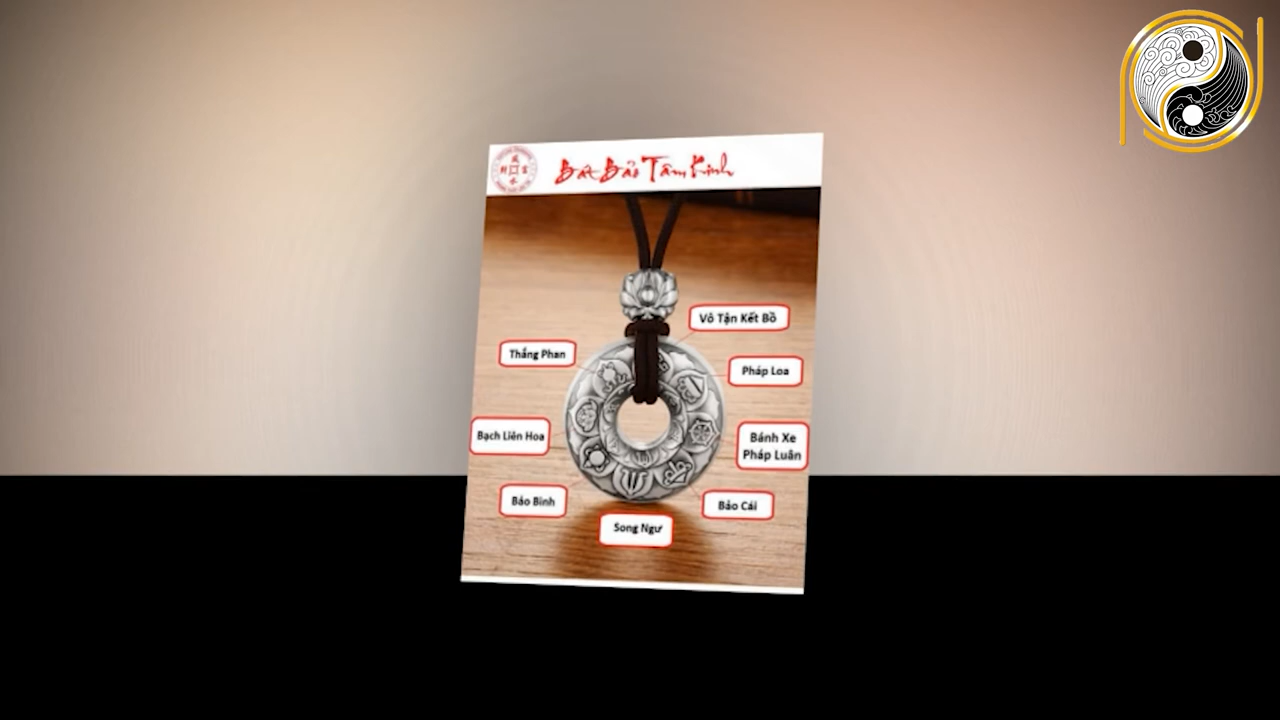 Bát Bảo Tâm Kinh
Vô Tận Kết Bồ
Thắng Phan
Pháp Loa
Bạch Liên Hoa
Bánh Xe
Pháp Luân
Bảo Bình
Bảo Cái
Song Ngư